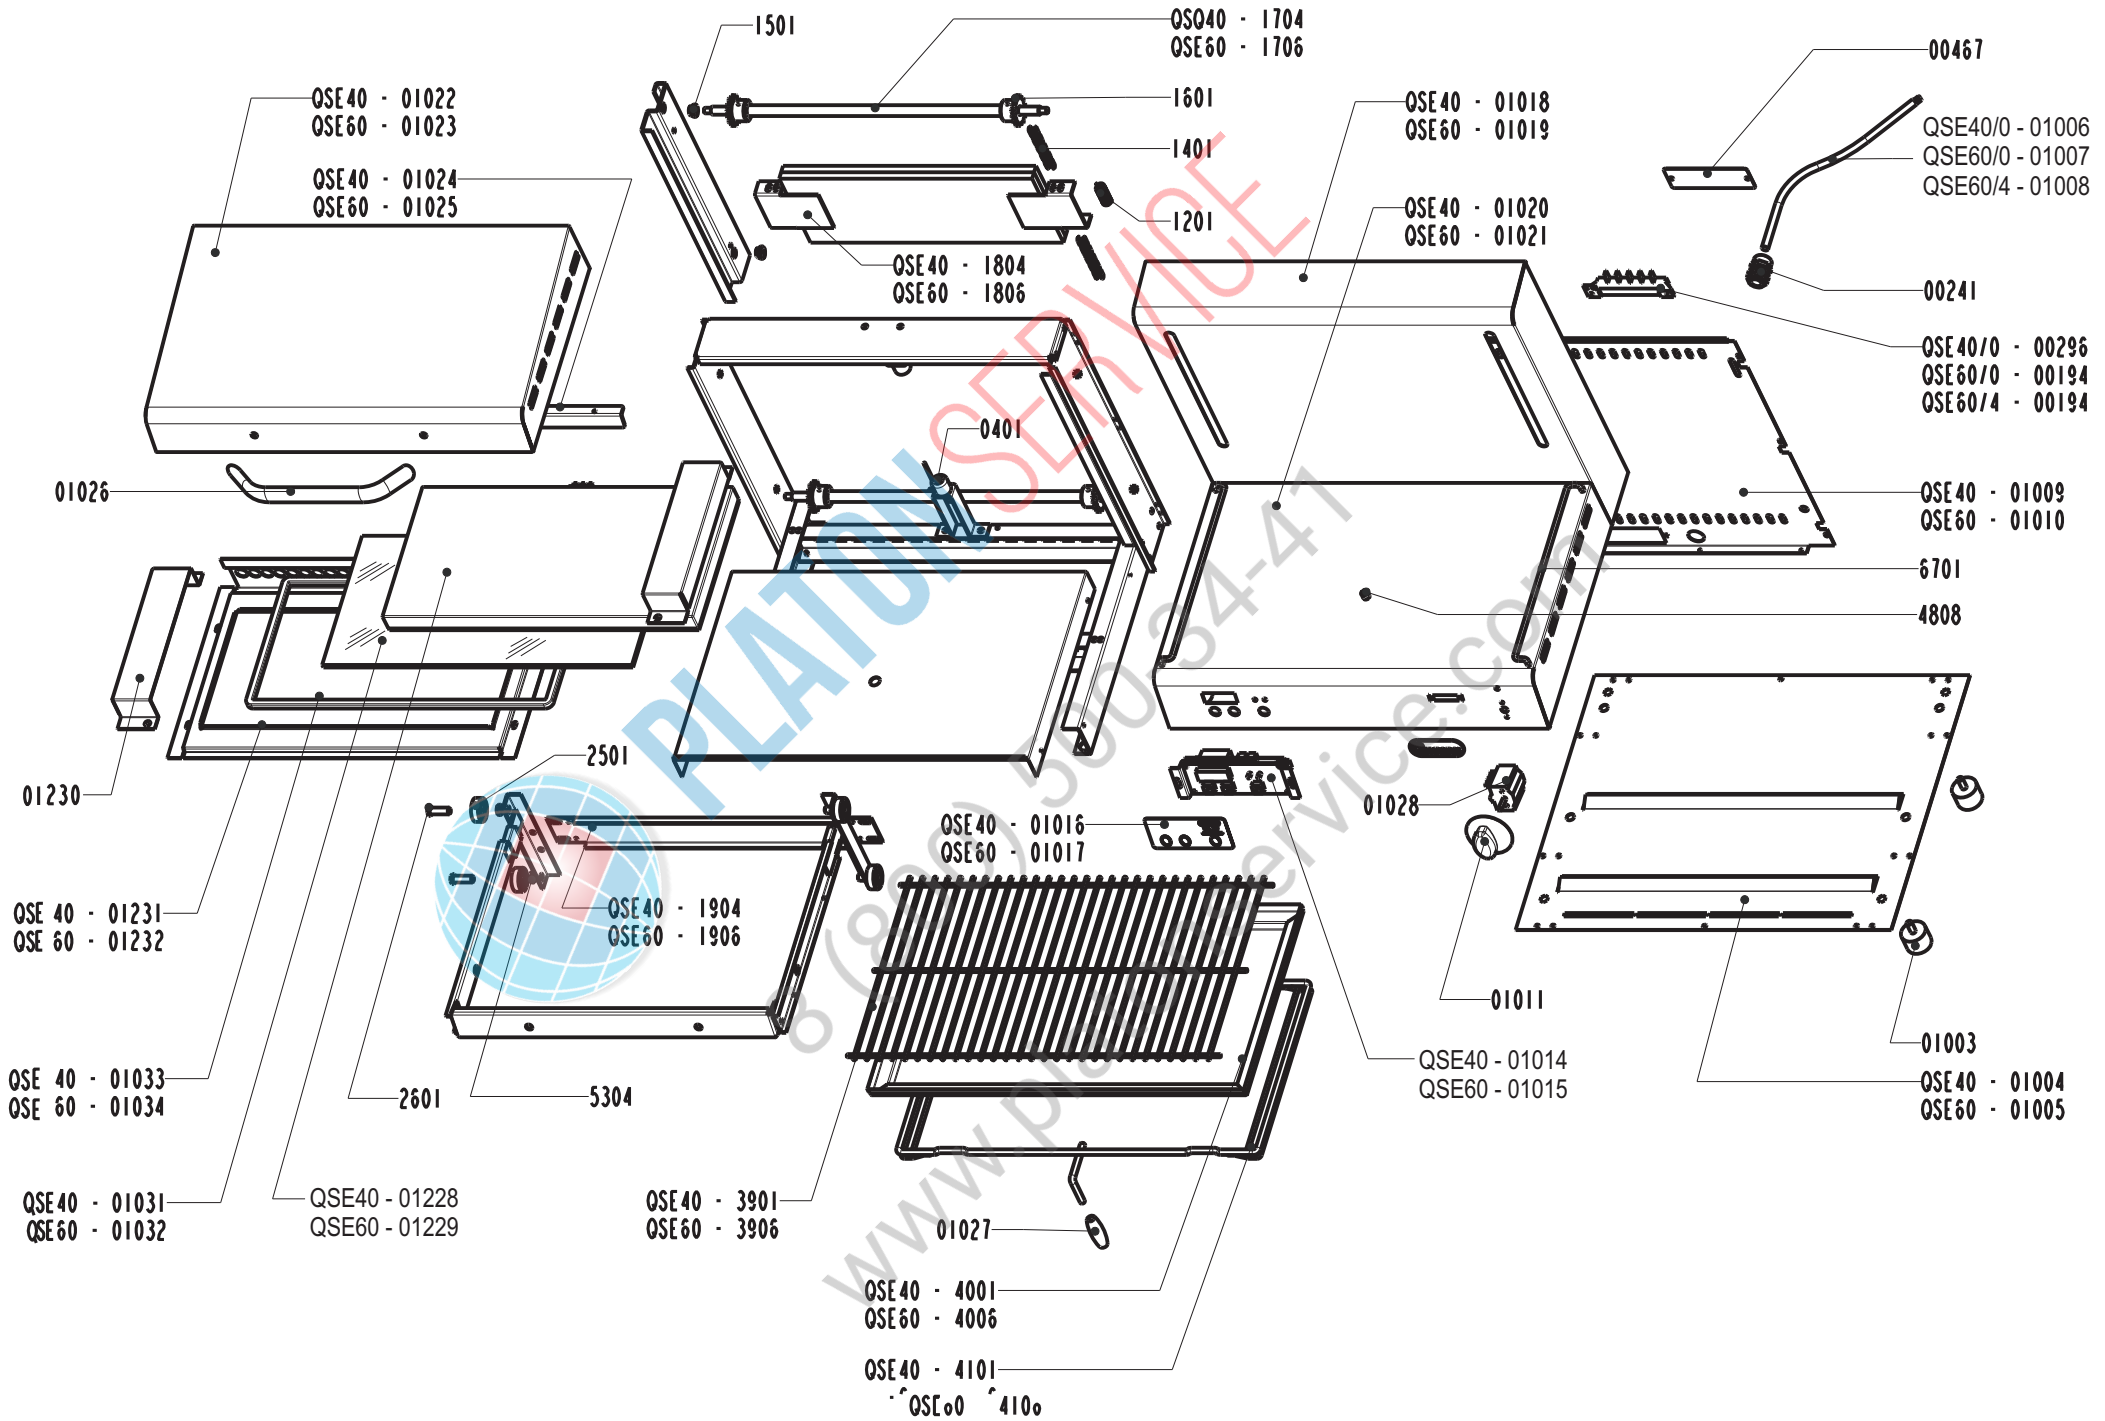 1501
QSQ40 - 1704
QSE60 - 1706
00467
QSE40 - 01022
QSE60 - 01023
1601
QSE40 - 01018
QSE60 - 01019
QSE40/0 - 01006
QSE60/0 - 01007
QSE60/4 - 01008
1401
QSE40 - 01024
QSE60 - 01025
1201
QSE40 - 01020
QSE60 - 01021
QSE40 - 1804
QSE60 - 1806
00241
QSE40/0 - 00296
QSE60/0 - 00194
QSE60/4 - 00194
0401
01026
QSE40 - 01009
QSE60 - 01010
6701
4808
PLATON SERVICE
8 (800) 500-34-41
www.platonservice.com
2501
01230
01028
QSE40 - 01016
QSE60 - 01017
QSE 40 - 01231
QSE 60 - 01232
QSE40 - 1904
QSE60 - 1906
01011
01003
QSE40 - 01014
QSE60 - 01015
QSE 40 - 01033
QSE 60 - 01034
2601
5304
QSE40 - 01004
QSE60 - 01005
QSE40 - 01031
QSE60 - 01032
QSE40 - 01228
QSE60 - 01229
QSE40 - 3901
QSE60 - 3906
01027
QSE40 - 4001
QSE60 - 4006
QSE40 - 4101